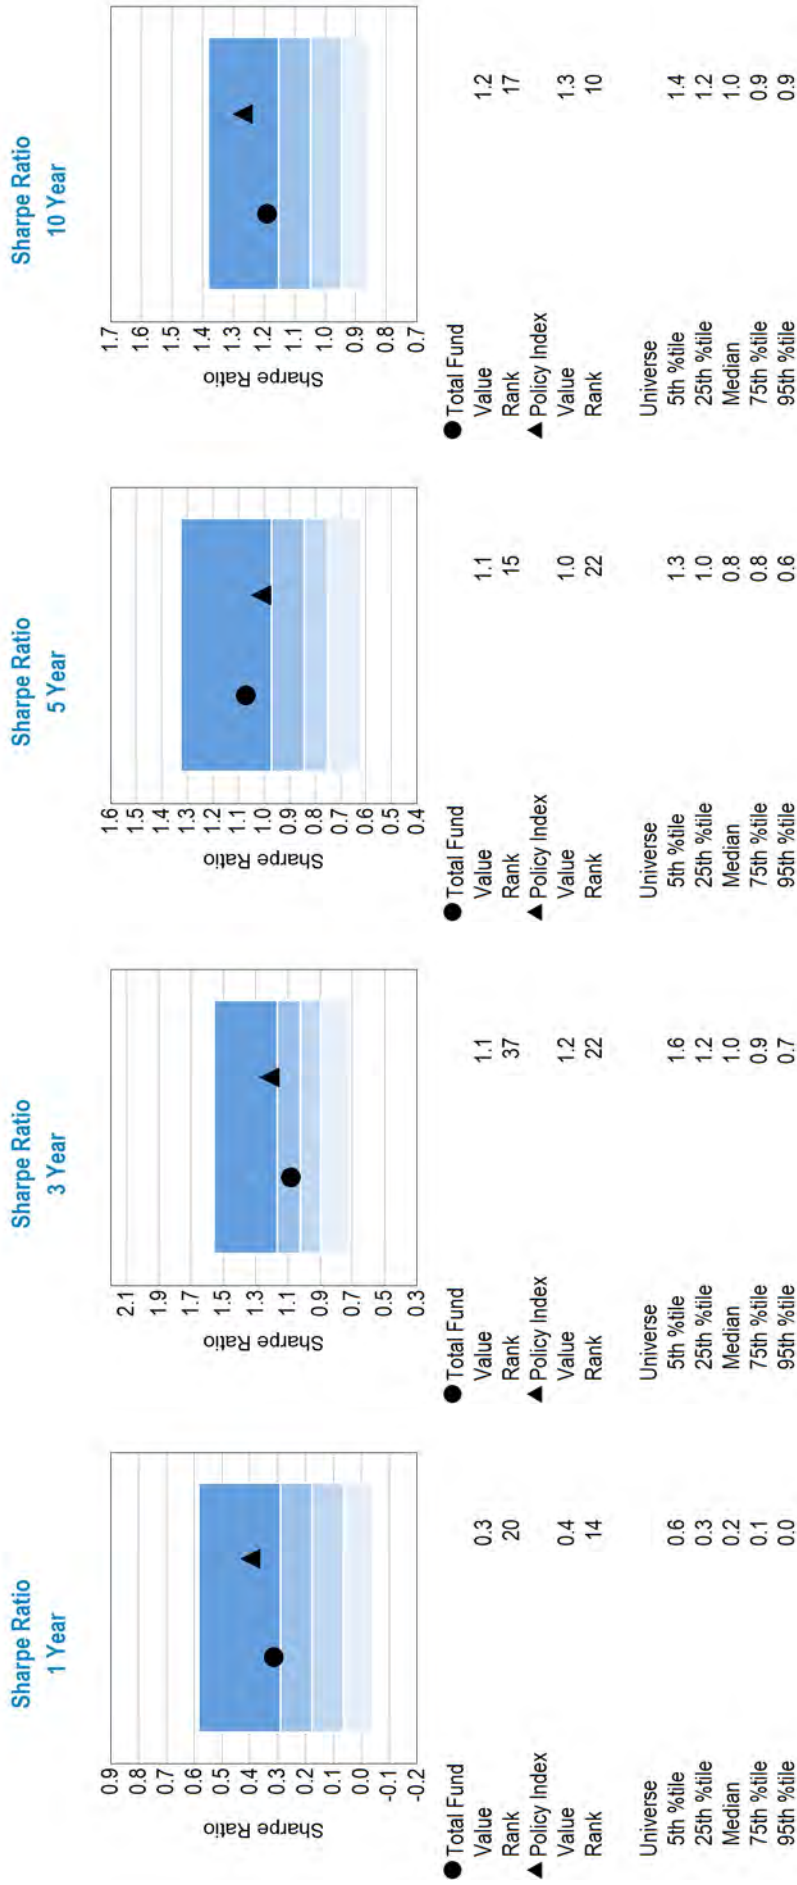 Sharpe Ratio
1 Year
0.9
0.8
0.7
0.6
0.5
0.4
0.3
0.2
0.1
0.0
-0.1
-0.2
Sharpe Ratio
Total Fund
Value 0.3
Rank 20
Policy Index
Value 0.4
Rank 14
Universe
5th %tile 0.6
25th %tile 0.3
Median 0.2
75th %tile 0.1
95th %tile 0.0
Sharpe Ratio
3 Year
2.1
1.9
1.7
1.5
1.3
1.1
0.9
0.7
0.5
0.3
Sharpe Ratio
Total Fund
Value 1.1
Rank 37
Policy Index
Value 1.2
Rank 22
Universe
5th %tile 1.6
25th %tile 1.2
Median 1.0
75th %tile 0.9
95th %tile 0.7
Sharpe Ratio
5 Year
1.6
1.5
1.4
1.3
1.2
1.1
1.0
0.9
0.8
0.7
0.6
0.5
0.4
Sharpe Ratio
Total Fund
Value 1.1
Rank 15
Policy Index
Value 1.0
Rank 22
Universe
5th %tile 1.3
25th %tile 1.0
Median 0.8
75th %tile 0.8
95th %tile 0.6
Sharpe Ratio
10 Year
1.7
1.6
1.5
1.4
1.3
1.2
1.1
1.0
0.9
0.8
0.7
Sharpe Ratio
Total Fund
Value 1.2
Rank 17
Policy Index
Value 1.3
Rank 10
Universe
5th %tile 1.4
25th %tile 1.2
Median 1.0
75th %tile 0.9
95th %tile 0.9